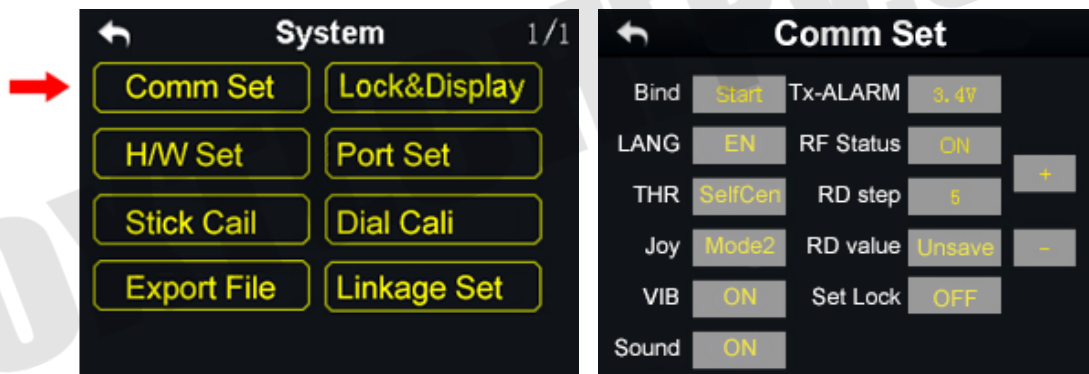 System 1/1
Comm Set Lock&Display
H/W Set Port Set
Stick Cail Dial Cali
Export File Linkage Set
Comm Set
Bind Start Tx-ALARM 3.4V
LANG EN RF Status ON
+
THR SelfCen RD step 5
Joy Mode2 RD value Unsave -
VIB ON Set Lock OFF
Sound ON